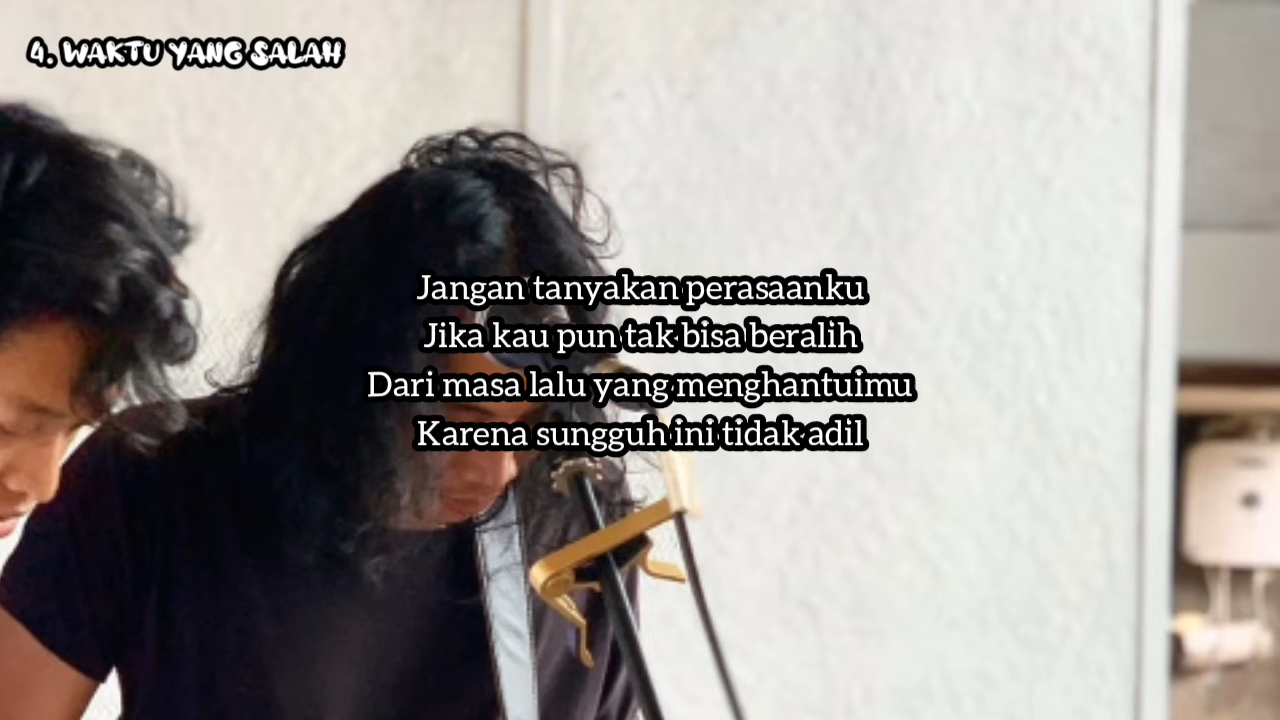 4. WAKTU YANG SALAH
Jangan tanyakan perasaanku
Jika kau pun tak bisa beralih
Dari masa lalu yang menghantuimu
Karena sungguh ini tidak adil